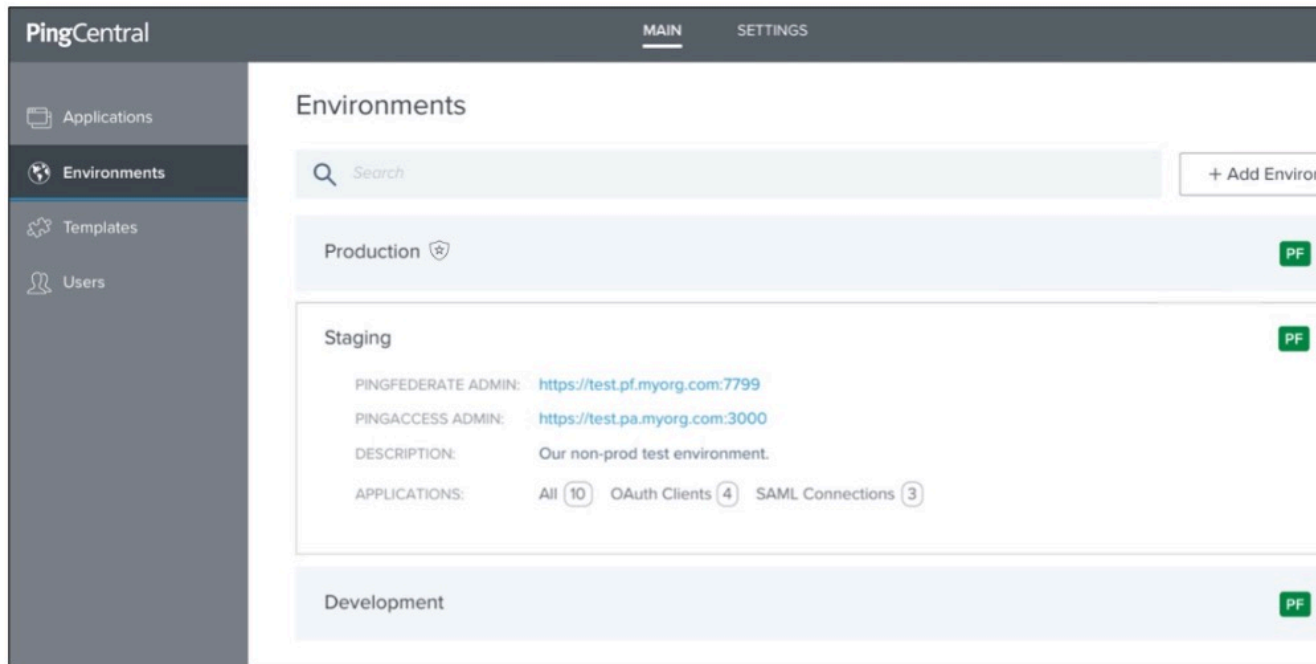 PingCentral
MAIN SETTINGS
Applications
Environments
Templates
Users
Environments
Search
+ Add Enviro
Production
PF
Staging
PF
PINGFEDERATE ADMIN: https://test.pf.myorg.com:7799
PINGACCESS ADMIN: https://test.pa.myorg.com:3000
DESCRIPTION: Our non-prod test environment.
APPLICATIONS: All 10 OAuth Clients 4 SAML Connections 3
Development
PF